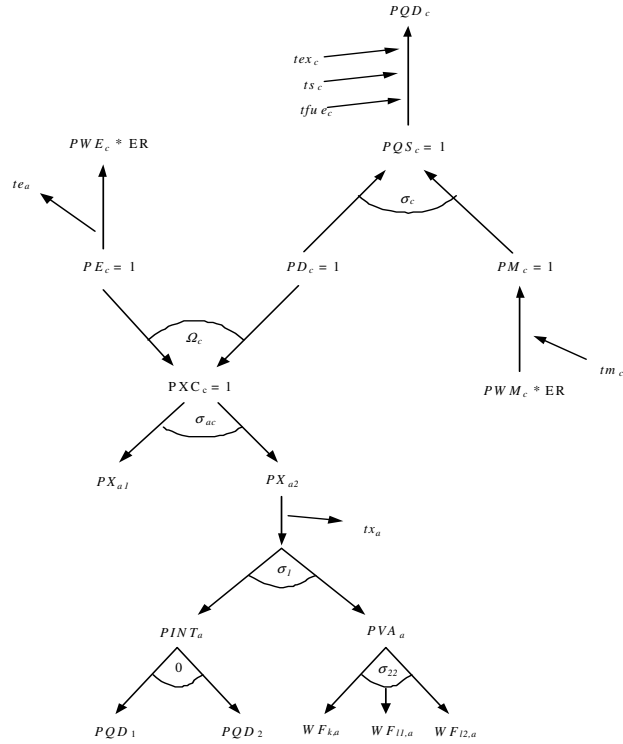 PQD c
tex c
ts c
tfue c
PQS c = 1
PWE c * ER
te a
σ c
PE c = 1
PD c = 1
PM c = 1
Ω c
tm c
PXC c = 1
PWM c * ER
σ ac
PX a1
PX a2
tx a
σ 1
PINT a
PVA a
0
σ 22
PQD 1
PQD 2
WF k,a
WF l1,a
WF l2,a